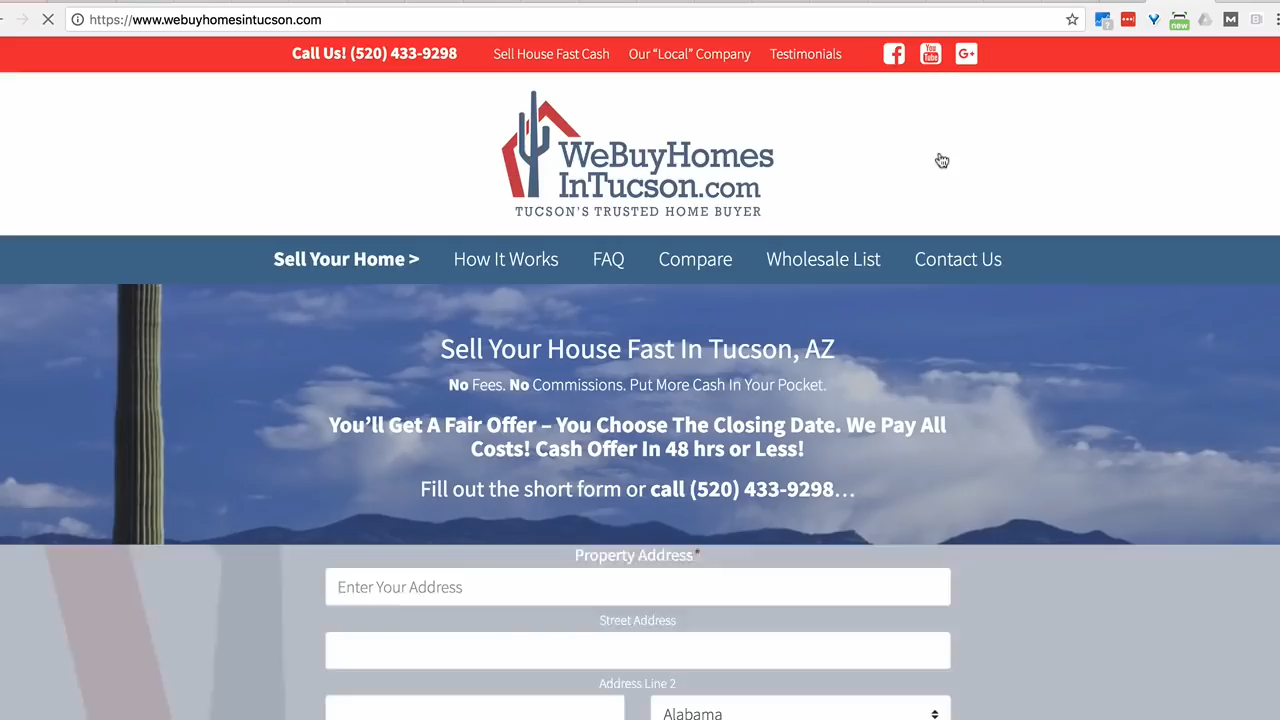 https://www.webuyhomesintucson.com
new
Call Us! (520) 433-9298
Sell House Fast Cash
Our “Local” Company
Testimonials
You Tube
G+
WeBuyHomes
InTucson.com
TUCSON'S TRUSTED HOME BUYER
Sell Your Home >
How It Works
FAQ
Compare
Wholesale List
Contact Us
Sell Your House Fast In Tucson, AZ
No Fees. No Commissions. Put More Cash In Your Pocket.
You’ll Get A Fair Offer – You Choose The Closing Date. We Pay All
Costs! Cash Offer In 48 hrs or Less!
Fill out the short form or call (520) 433-9298…
Property Address*
Enter Your Address
Street Address
Address Line 2
Alabama